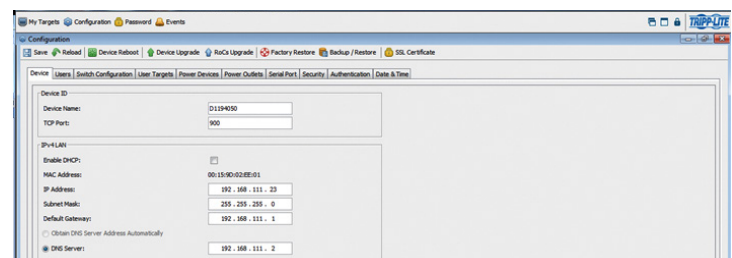 My Targets Configuration Password Events TRIPP-LITE
Configuration
Save Reload Device Reboot Device Upgrade RoCs Upgrade Factory Restore Backup / Restore SSL Certificate
Device Users Switch Configuration User Targets Power Devices Power Outlets Serial Port Security Authentication Date & Time
Device ID
Device Name: D1194050
TCP Port: 900
IPv4 LAN
Enable DHCP:
MAC Address: 00:15:9D:02:EE:01
IP Address: 192 . 168 . 111 . 23
Subnet Mask: 255 . 255 . 255 . 0
Default Gateway: 192 . 168 . 111 . 1
Obtain DNS Server Address Automatically
DNS Server: 192 . 168 . 111 . 2